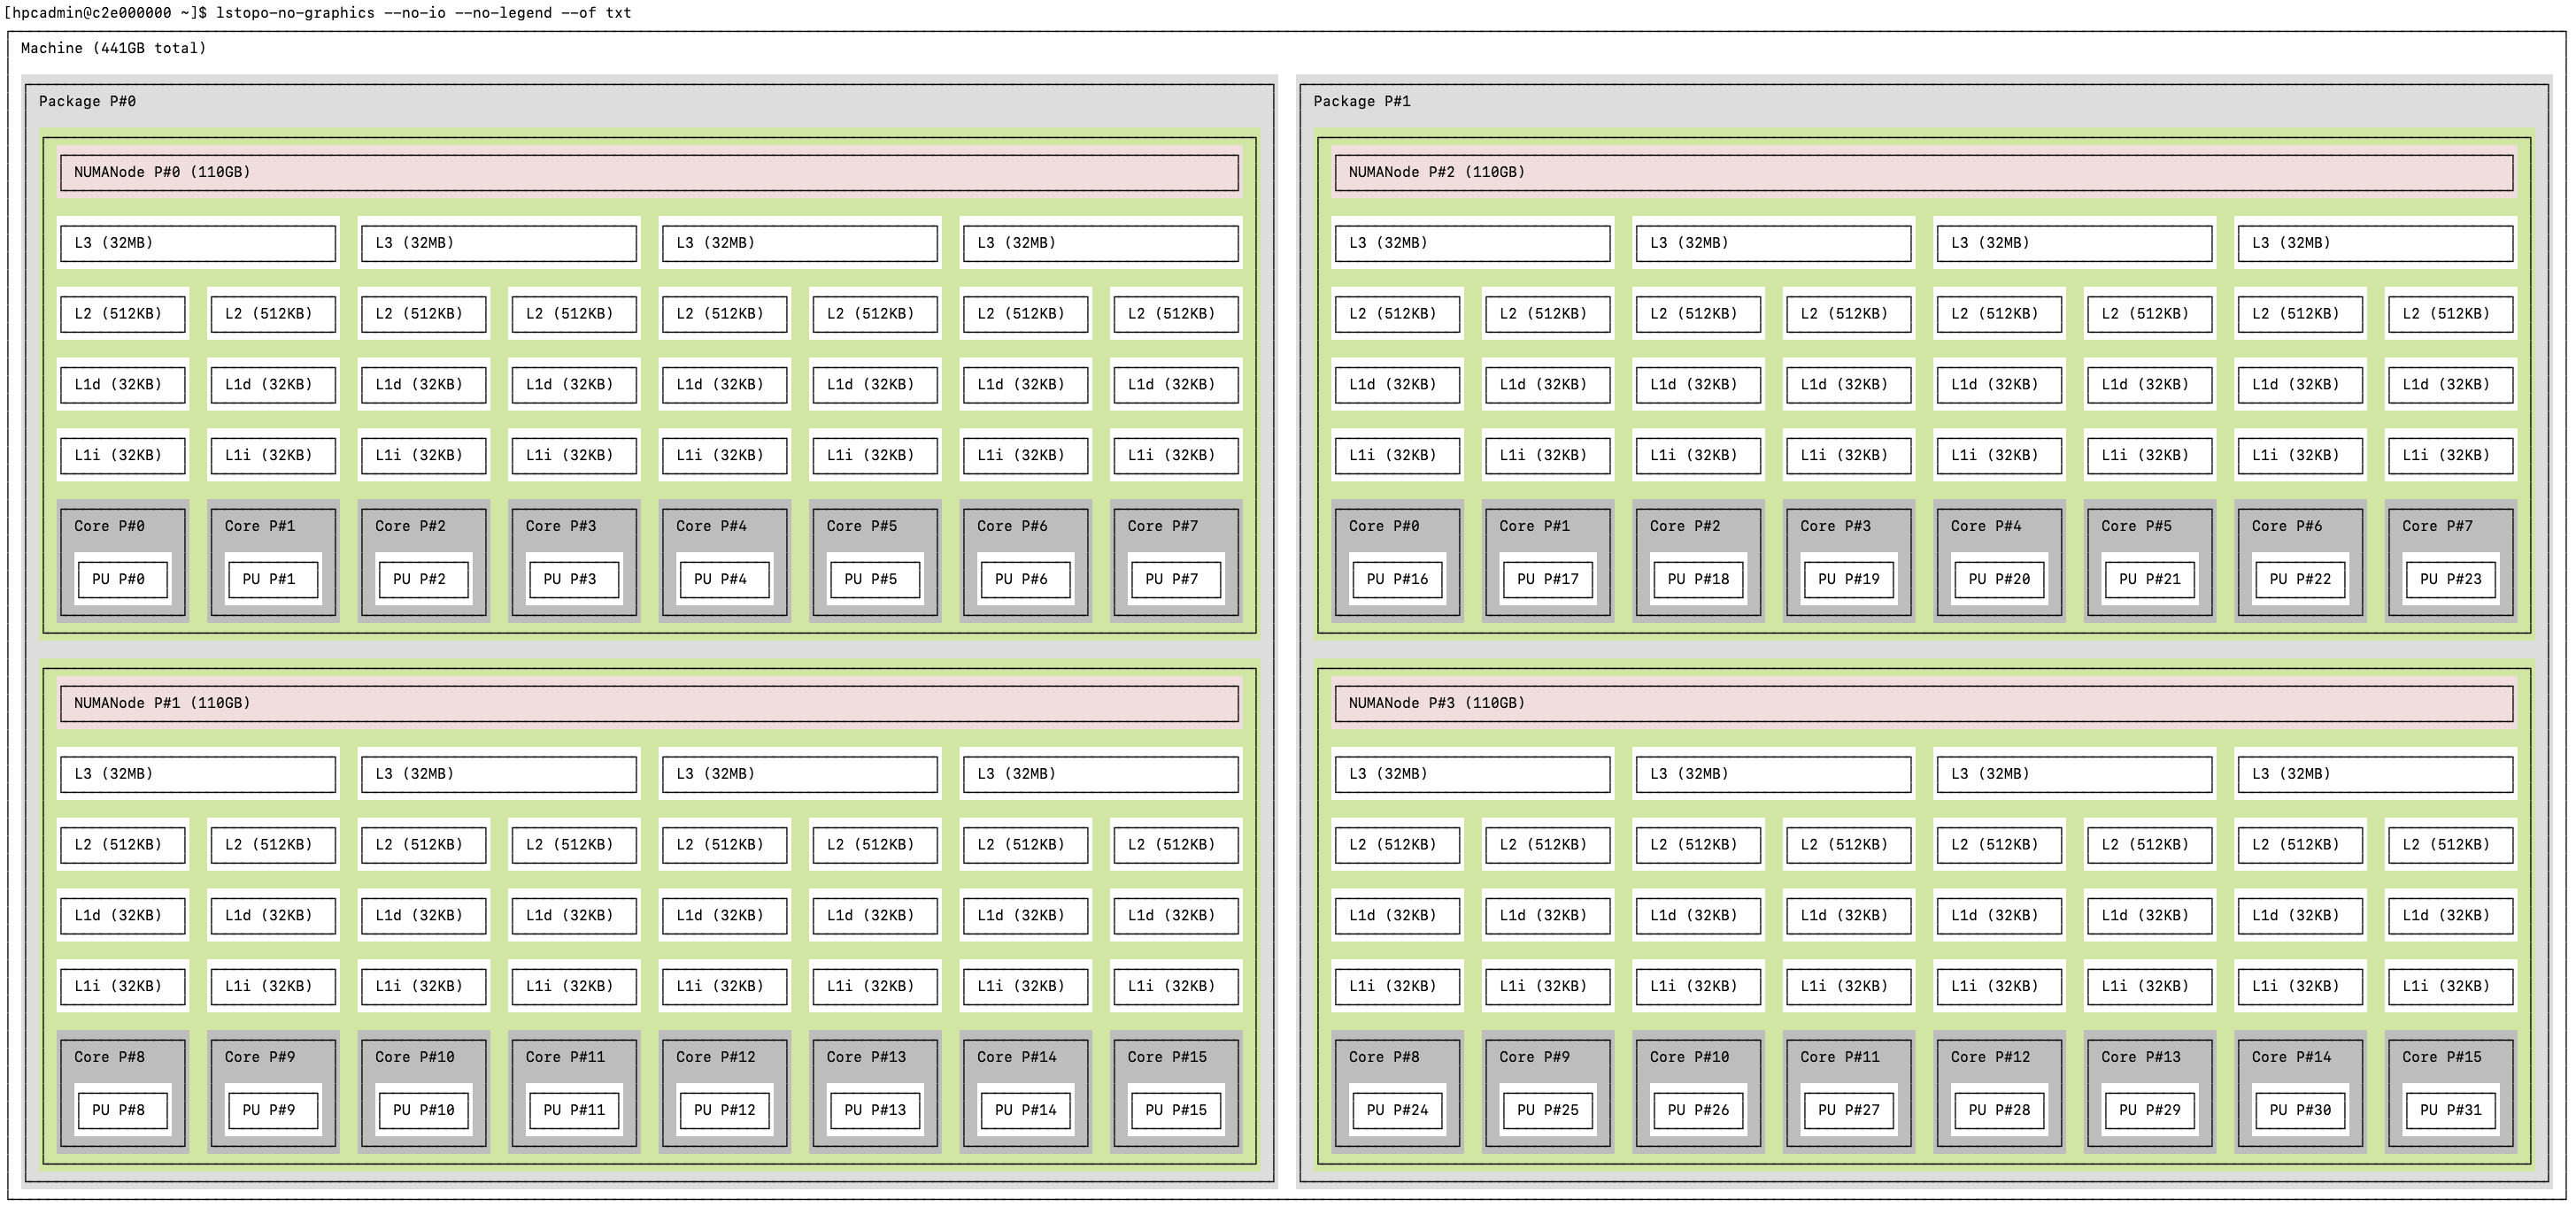 [hpcadmin@c2e000000 ~]$ lstopo-no-graphics --no-io --no-legend --of txt
Machine (441GB total)
Package P#0 Package P#1
NUMANode P#0 (110GB) NUMANode P#2 (110GB)
L3 (32MB) L3 (32MB) L3 (32MB) L3 (32MB) L3 (32MB) L3 (32MB) L3 (32MB) L3 (32MB)
L2 (512KB) L2 (512KB) L2 (512KB) L2 (512KB) L2 (512KB) L2 (512KB) L2 (512KB) L2 (512KB) L2 (512KB) L2 (512KB) L2 (512KB) L2 (512KB) L2 (512KB) L2 (512KB) L2 (512KB) L2 (512KB)
L1d (32KB) L1d (32KB) L1d (32KB) L1d (32KB) L1d (32KB) L1d (32KB) L1d (32KB) L1d (32KB) L1d (32KB) L1d (32KB) L1d (32KB) L1d (32KB) L1d (32KB) L1d (32KB) L1d (32KB) L1d (32KB)
L1i (32KB) L1i (32KB) L1i (32KB) L1i (32KB) L1i (32KB) L1i (32KB) L1i (32KB) L1i (32KB) L1i (32KB) L1i (32KB) L1i (32KB) L1i (32KB) L1i (32KB) L1i (32KB) L1i (32KB) L1i (32KB)
Core P#0 Core P#1 Core P#2 Core P#3 Core P#4 Core P#5 Core P#6 Core P#7 Core P#0 Core P#1 Core P#2 Core P#3 Core P#4 Core P#5 Core P#6 Core P#7
PU P#0 PU P#1 PU P#2 PU P#3 PU P#4 PU P#5 PU P#6 PU P#7 PU P#16 PU P#17 PU P#18 PU P#19 PU P#20 PU P#21 PU P#22 PU P#23
NUMANode P#1 (110GB) NUMANode P#3 (110GB)
L3 (32MB) L3 (32MB) L3 (32MB) L3 (32MB) L3 (32MB) L3 (32MB) L3 (32MB) L3 (32MB)
L2 (512KB) L2 (512KB) L2 (512KB) L2 (512KB) L2 (512KB) L2 (512KB) L2 (512KB) L2 (512KB) L2 (512KB) L2 (512KB) L2 (512KB) L2 (512KB) L2 (512KB) L2 (512KB) L2 (512KB) L2 (512KB)
L1d (32KB) L1d (32KB) L1d (32KB) L1d (32KB) L1d (32KB) L1d (32KB) L1d (32KB) L1d (32KB) L1d (32KB) L1d (32KB) L1d (32KB) L1d (32KB) L1d (32KB) L1d (32KB) L1d (32KB) L1d (32KB)
L1i (32KB) L1i (32KB) L1i (32KB) L1i (32KB) L1i (32KB) L1i (32KB) L1i (32KB) L1i (32KB) L1i (32KB) L1i (32KB) L1i (32KB) L1i (32KB) L1i (32KB) L1i (32KB) L1i (32KB) L1i (32KB)
Core P#8 Core P#9 Core P#10 Core P#11 Core P#12 Core P#13 Core P#14 Core P#15 Core P#8 Core P#9 Core P#10 Core P#11 Core P#12 Core P#13 Core P#14 Core P#15
PU P#8 PU P#9 PU P#10 PU P#11 PU P#12 PU P#13 PU P#14 PU P#15 PU P#24 PU P#25 PU P#26 PU P#27 PU P#28 PU P#29 PU P#30 PU P#31